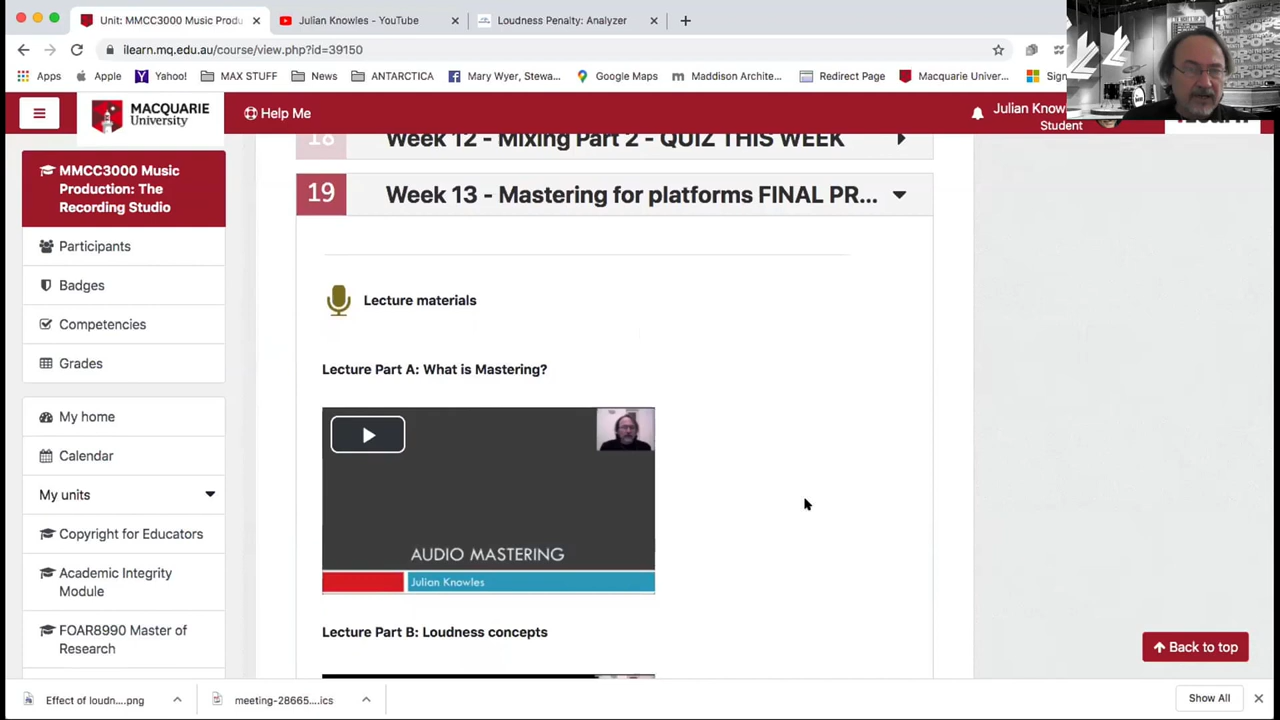 Unit: MMCC3000 Music Produ
Julian Knowles - YouTube
Loudness Penalty: Analyzer
ilearn.mq.edu.au/course/view.php?id=39150
Apps
Apple
Yahoo!
MAX STUFF
News
ANTARCTICA
Mary Wyer, Stewa...
Google Maps
Maddison Archite...
Redirect Page
Macquarie Univer...
MACQUARIE
University
Help Me
Julian Know
Student
MMCC3000 Music
Production: The
Recording Studio
Participants
Badges
Competencies
Grades
My home
Calendar
My units
Copyright for Educators
Academic Integrity
Module
FOAR8990 Master of
Research
18
Week 12 - Mixing Part 2 - QUIZ THIS WEEK
19
Week 13 - Mastering for platforms FINAL PR...
Lecture materials
Lecture Part A: What is Mastering?
AUDIO MASTERING
Julian Knowles
Lecture Part B: Loudness concepts
Back to top
Effect of loudn....png
meeting-28665....ics
Show All